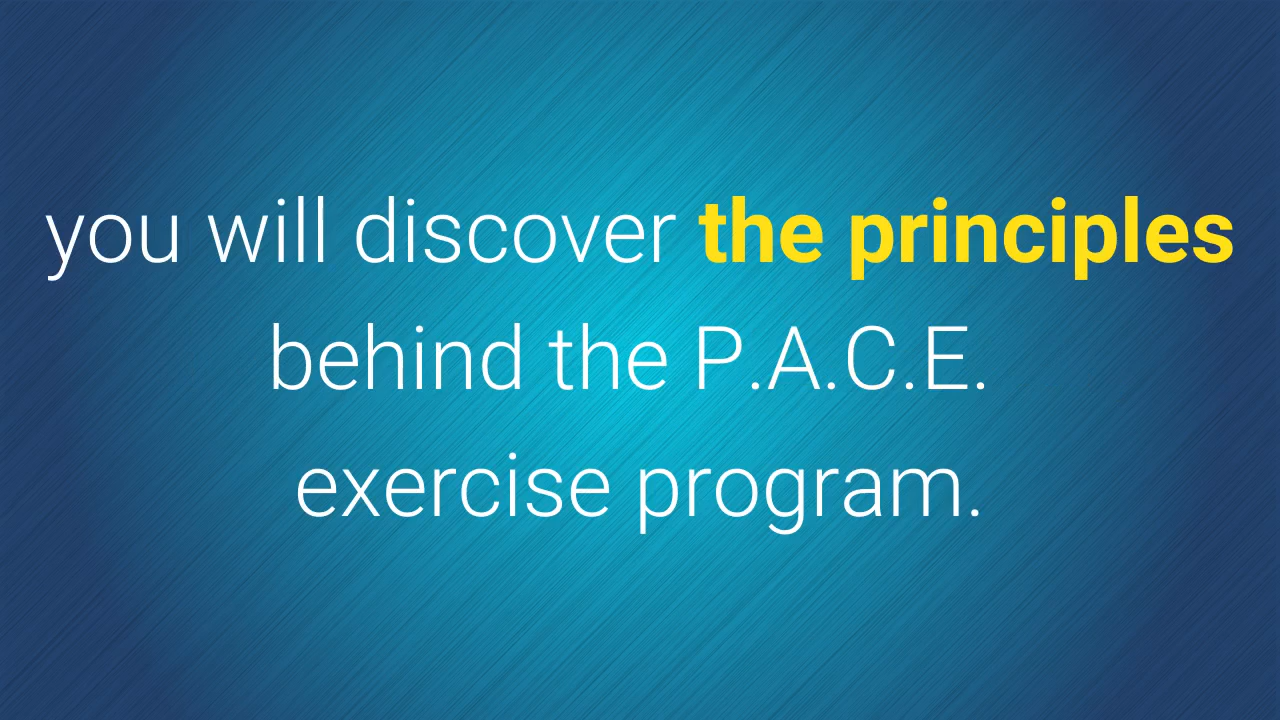 you will discover the principles
behind the P.A.C.E.
exercise program.